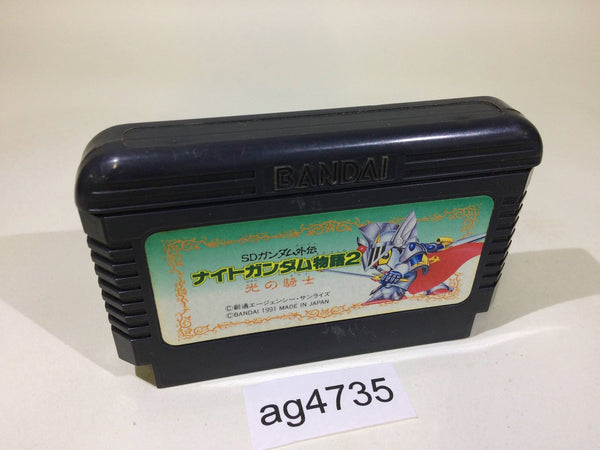 BANDAI
SDガンダム外伝
ナイトガンダム物語2
光の騎士
©創通エージェンシー・サンライズ
©BANDAI 1991 MADE IN JAPAN
ag4735